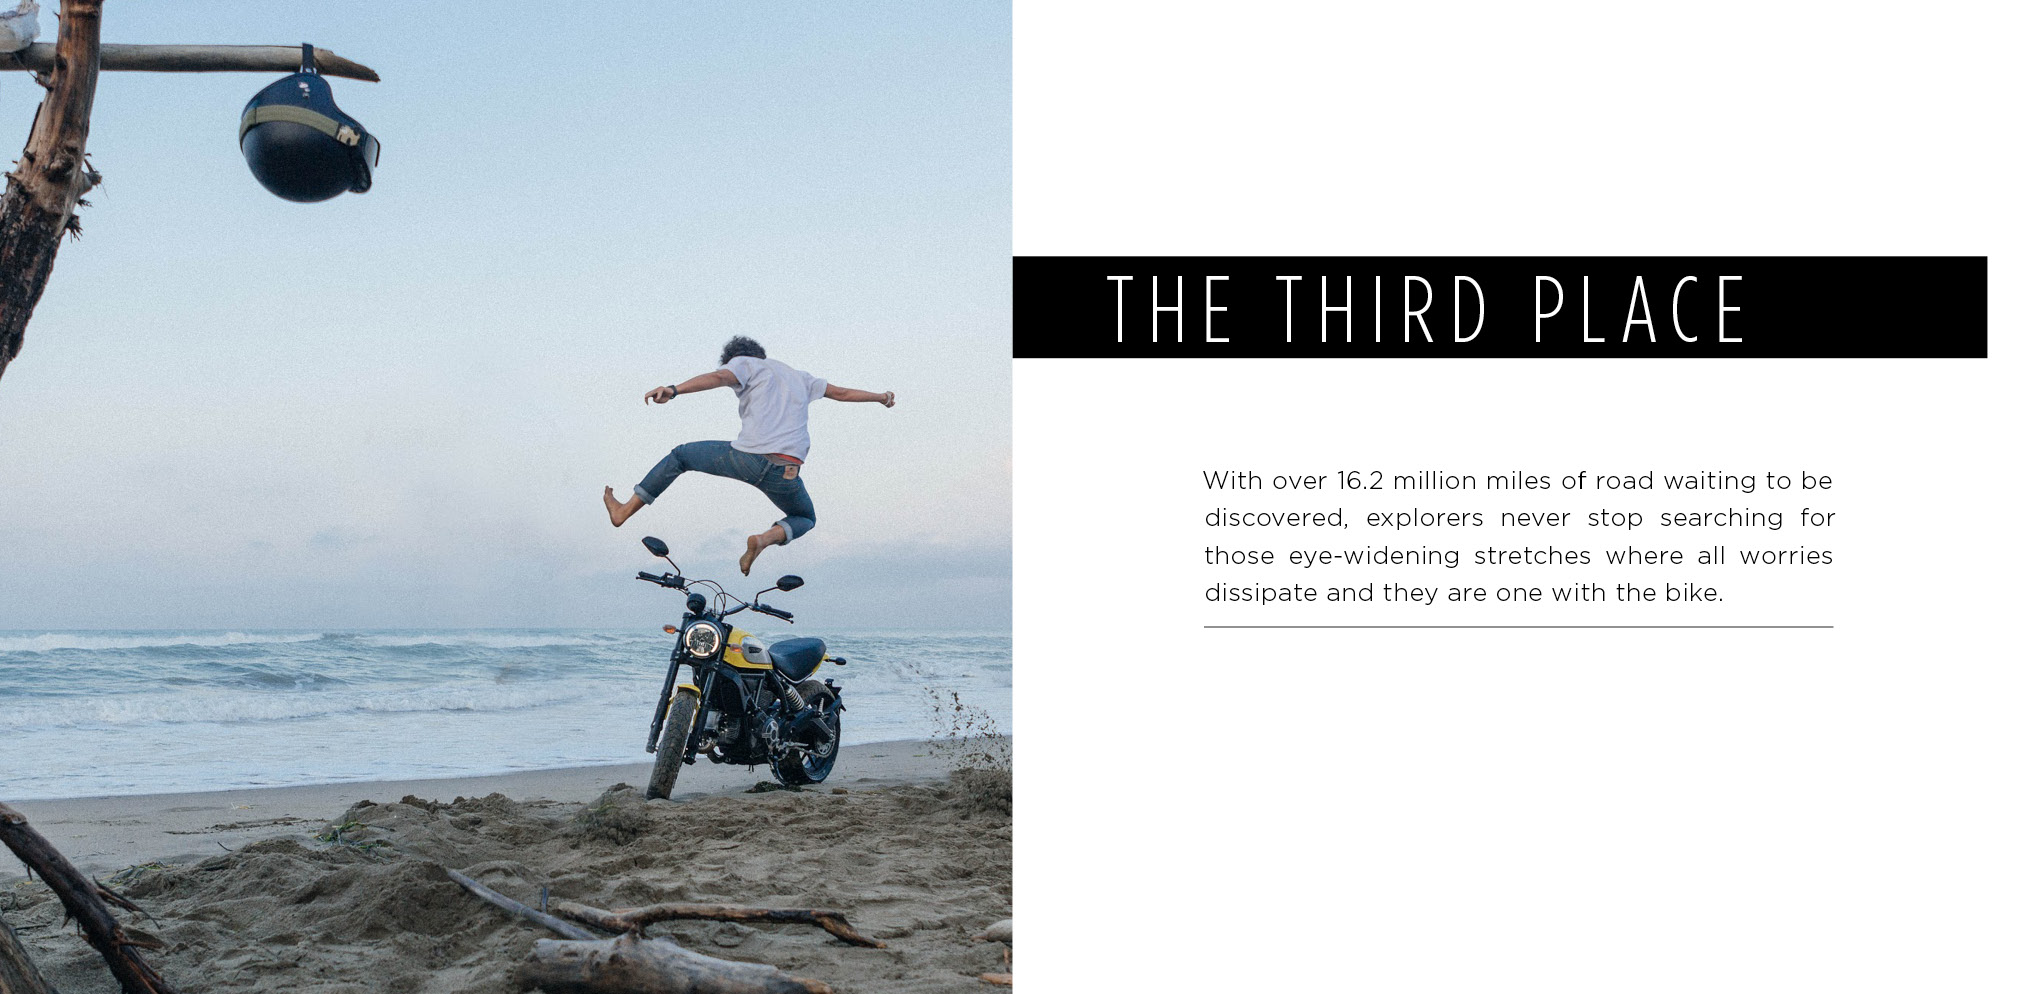 THE THIRD PLACE
With over 16.2 million miles of road waiting to be
discovered, explorers never stop searching for
those eye-widening stretches where all worries
dissipate and they are one with the bike.